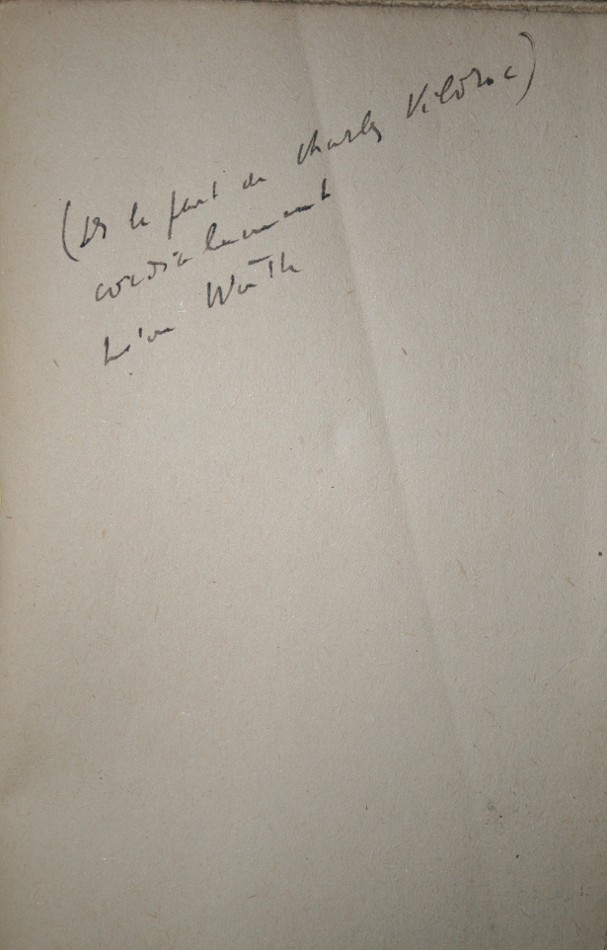 (De la part de Charles Vildrac)
cordialement
Léon Werth